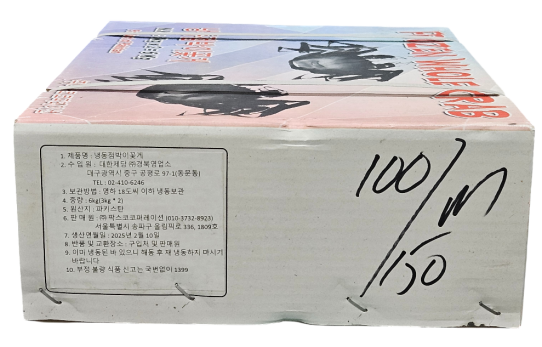 FROZEN WHOLE CRAB
1. 제품명 : 냉동점박이꽃게
2. 수 입 원 : 대한재당 ㈜경북영업소
대구광역시 중구 공평로 97-1(동문동)
TEL : 02-410-6246
3. 보관방법 : 영하 18도씨 이하 냉동보관
4. 중량 : 6kg(3kg * 2)
5. 원산지 : 파키스탄
6. 판 매 원 : ㈜팍스코코퍼레이션 (010-3732-8923)
서울특별시 송파구 올림픽로 336, 1809호
7. 생산연월일 : 2025년 2월 10일
8. 반품 및 교환장소 : 구입처 및 판매원
9. 이미 냉동된 바 있으니 해동 후 재 냉동하지 마시기
바랍니다
10. 부정 불량 식품 신고는 국번없이 1399
100/m
150